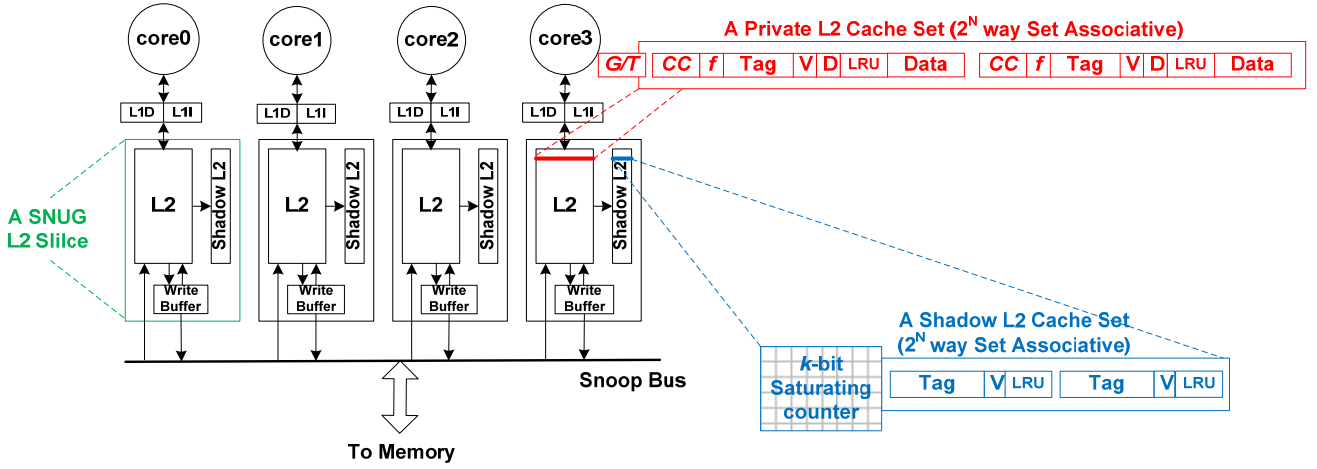 core0
core1
core2
core3
A Private L2 Cache Set (2^N way Set Associative)
G/T CC f Tag V D LRU Data CC f Tag V D LRU Data
L1D L1I
L1D L1I
L1D L1I
L1D L1I
A SNUG
L2 Slilce
L2
Shadow L2
Write
Buffer
L2
Shadow L2
Write
Buffer
L2
Shadow L2
Write
Buffer
L2
Shadow L2
Write
Buffer
Snoop Bus
To Memory
A Shadow L2 Cache Set
(2^N way Set Associative)
k-bit
Saturating
counter
Tag V LRU Tag V LRU